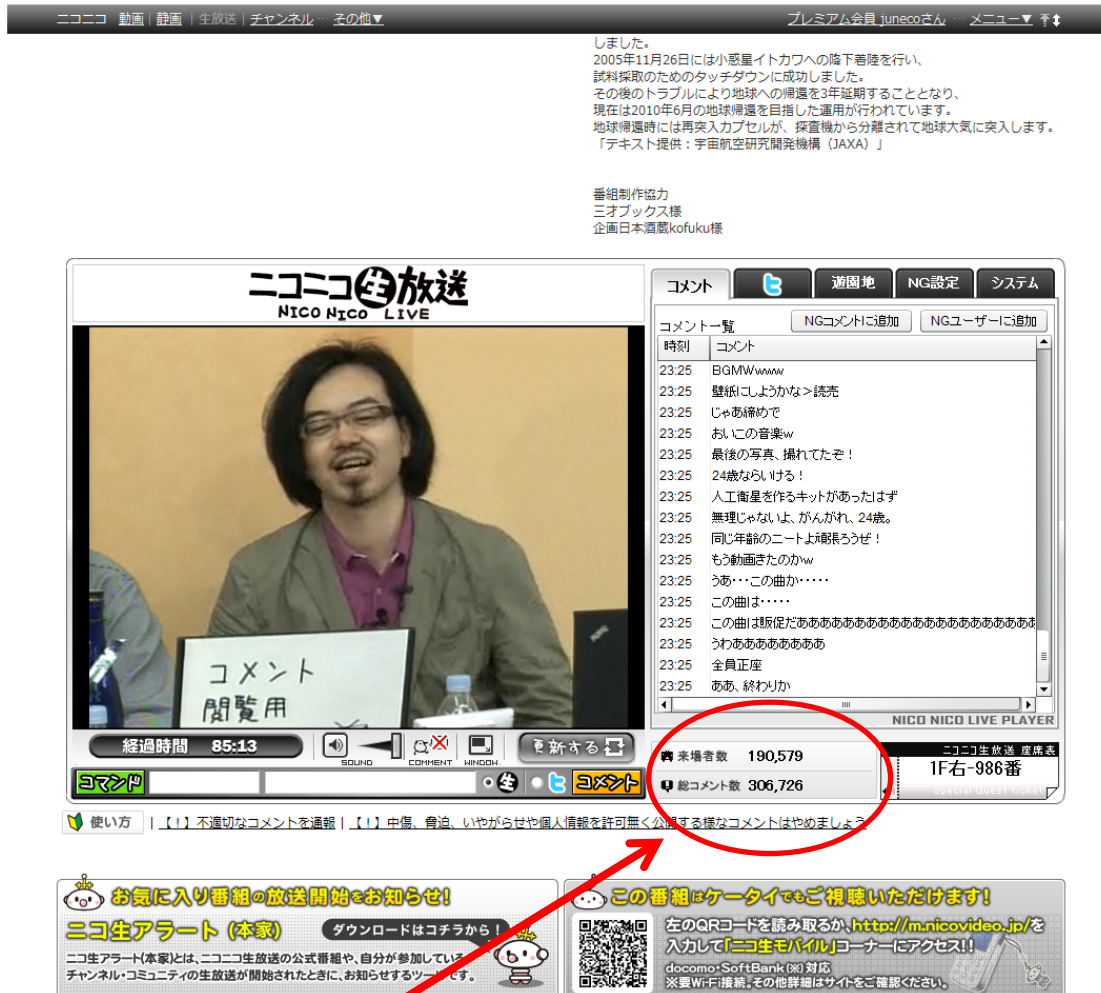 ニコニコ 動画 | 静画 | 生放送 | チャンネル … その他▼
プレミアム会員 junecoさん … メニュー▼
しました。
2005年11月26日には小惑星イトカワへの降下着陸を行い、
試料採取のためのタッチダウンに成功しました。
その後のトラブルにより地球への帰還を3年延期することとなり、
現在は2010年6月の地球帰還を目指した運用が行われています。
地球帰還時には再突入カプセルが、探査機から分離されて地球大気に突入します。
「テキスト提供：宇宙航空研究開発機構（JAXA）」
番組制作協力
三才ブックス様
企画日本酒蔵kofuku様
ニコニコ生放送
NICO NICO LIVE
コメント
閲覧用
コメント 遊園地 NG設定 システム
コメント一覧 NGコメントに追加 NGユーザーに追加
時刻 コメント
23:25 BGMWwww
23:25 壁紙にしようかな＞読売
23:25 じゃあ締めで
23:25 おいこの音楽w
23:25 最後の写真、撮れてたぞ！
23:25 24歳ならいける！
23:25 人工衛星を作るキットがあったはず
23:25 無理じゃないよ、がんがれ、24歳。
23:25 同じ年齢のニートよ頑張ろうぜ！
23:25 もう動画きたのかw
23:25 うあ・・・この曲か・・・・・
23:25 この曲は・・・・・
23:25 この曲は販促だああああああああああああああああああああああ
23:25 うわああああああああ
23:25 全員正座
23:25 ああ、終わりか
NICO NICO LIVE PLAYER
経過時間 85:13
SOUND COMMENT WINDOW
更新する
コマンド 生 コメント
来場者数 190,579
総コメント数 306,726
ニコニコ生放送 座席表
1F右-986番
Special Guest ticket
使い方 | 【！】不適切なコメントを通報 | 【！】中傷、脅迫、いやがらせや個人情報を許可無く公開する様なコメントはやめましょう
お気に入り番組の放送開始をお知らせ!
ニコ生アラート（本家）
ダウンロードはコチラから！
ニコ生アラート(本家)とは、ニコニコ生放送の公式番組や、自分が参加している
チャンネル・コミュニティの生放送が開始されたときに、お知らせするツールです。
この番組はケータイでもご視聴いただけます!
左のQRコードを読み取るか、http://m.nicovideo.jp/を
入力して「ニコ生モバイル」コーナーにアクセス!!
docomo・SoftBank(※)対応
※要Wi-Fi接続。その他詳細はサイトをご確認ください。